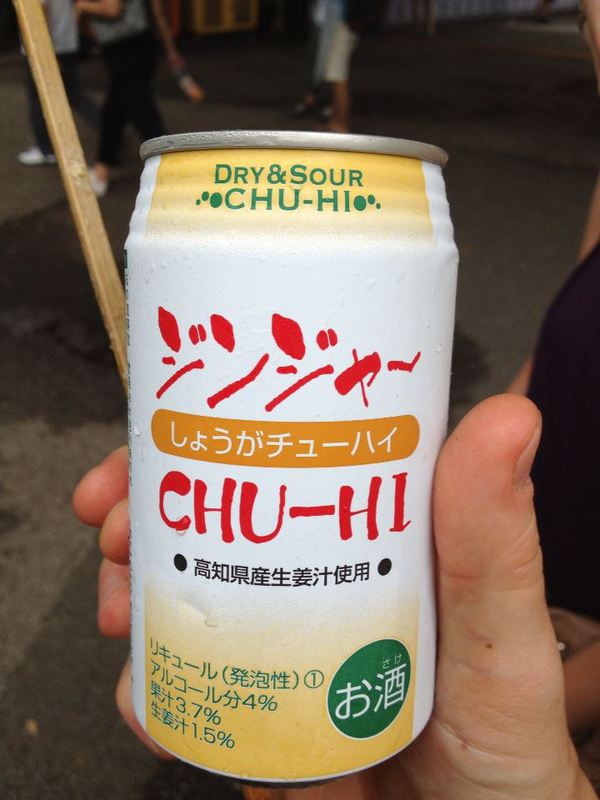 DRY&SOUR
CHU-HI
ジンジャー
しょうがチューハイ
CHU-HI
● 高知県産生姜汁使用 ●
リキュール(発泡性)①
アルコール分4%
果汁3.7%
生姜汁1.5%
さけ
お酒